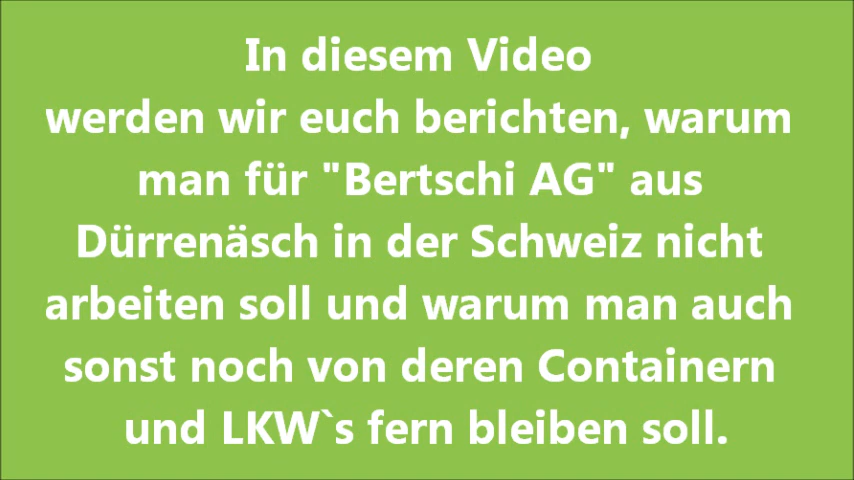 In diesem Video
werden wir euch berichten, warum
man für "Bertschi AG" aus
Dürrenäsch in der Schweiz nicht
arbeiten soll und warum man auch
sonst noch von deren Containern
und LKW`s fern bleiben soll.